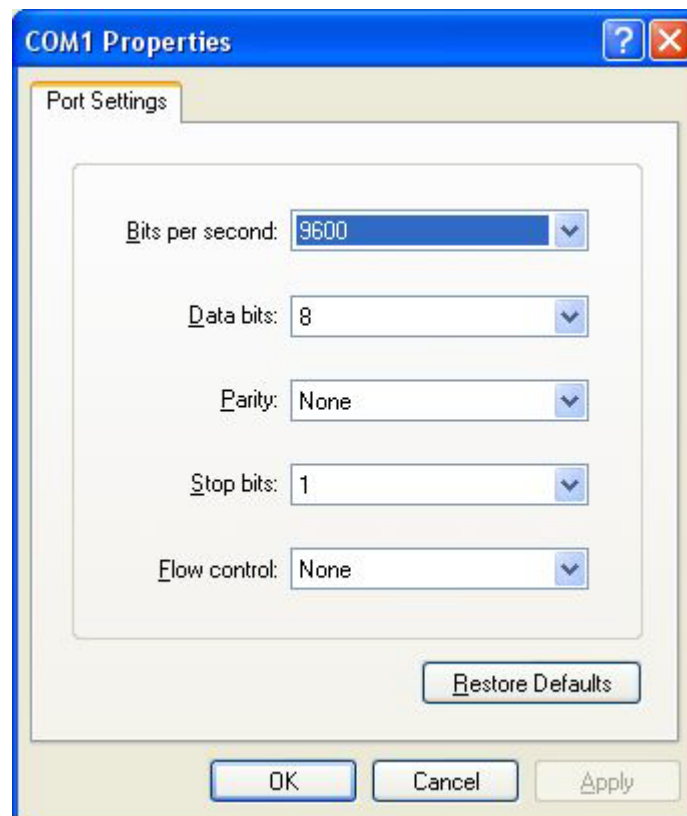 COM1 Properties
Port Settings
Bits per second: 9600
Data bits: 8
Parity: None
Stop bits: 1
Flow control: None
Restore Defaults
OK Cancel Apply